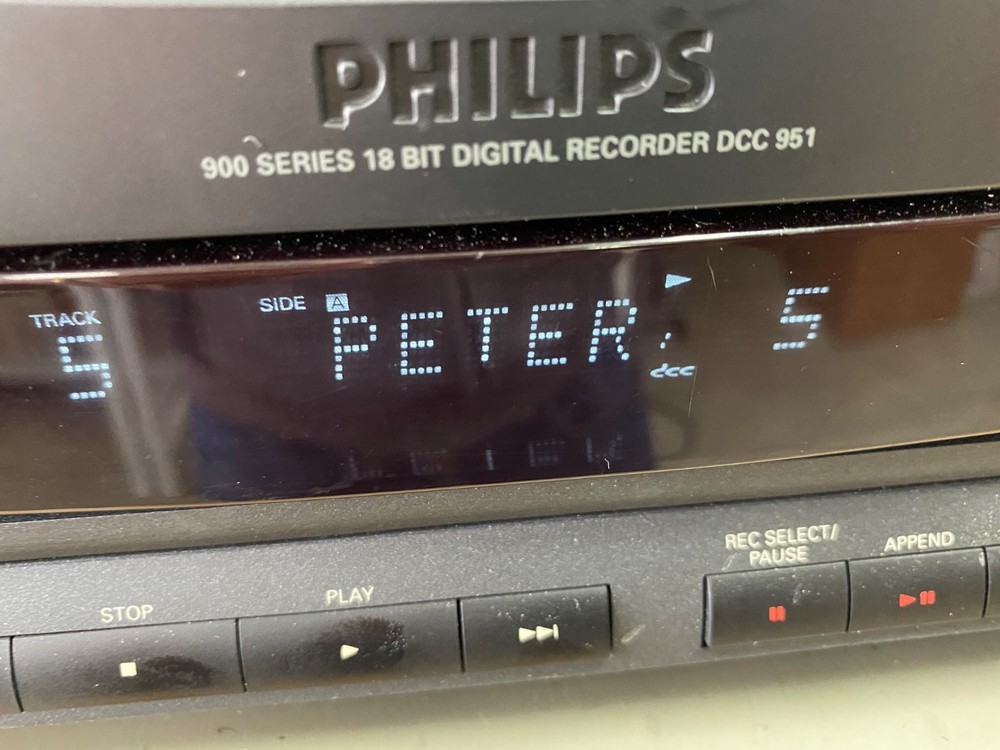 PHILIPS
900 SERIES 18 BIT DIGITAL RECORDER DCC 951
TRACK SIDE A
5 PETER, 5
dcc
REC SELECT/
PAUSE
APPEND
STOP
PLAY